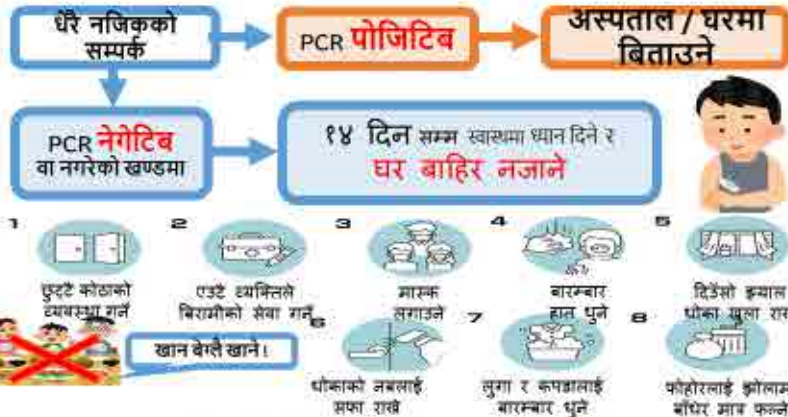 धेरै नजिकको
सम्पर्क
PCR पोजिटिब
अस्पताल / घरमा
बिताउने
PCR नेगेटिब
वा नगरेको खण्डमा
१४ दिन सम्म स्वास्थमा ध्यान दिने र
घर बाहिर नजाने
1
छुट्टै कोठाको
व्यवस्था गर्ने
2
एउटै व्यक्तिले
बिरामीको सेवा गर्ने
3
मास्क
लगाउने
4
बारम्बार
हात धुने
5
दिउँसो झ्याल
ढोका खुला राख
खान बेग्लै खाने।
6
ढोकाको नबलाई
सफा राखे
7
लुगा र कपडालाई
बारम्बार धुने
8
फोहोरलाई झोलाम
बाँधेर मात्र फाल्ने